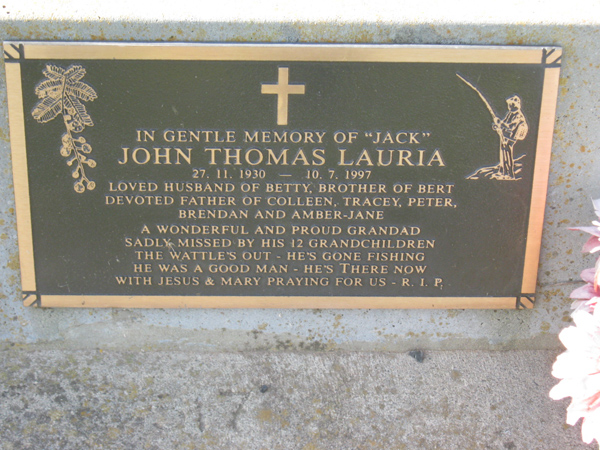 IN GENTLE MEMORY OF "JACK"
JOHN THOMAS LAURIA
27. 11. 1930 — 10. 7. 1997
LOVED HUSBAND OF BETTY, BROTHER OF BERT
DEVOTED FATHER OF COLLEEN, TRACEY, PETER,
BRENDAN AND AMBER-JANE
A WONDERFUL AND PROUD GRANDAD
SADLY MISSED BY HIS 12 GRANDCHILDREN
THE WATTLE'S OUT - HE'S GONE FISHING
HE WAS A GOOD MAN - HE'S THERE NOW
WITH JESUS & MARY PRAYING FOR US - R. I. P.